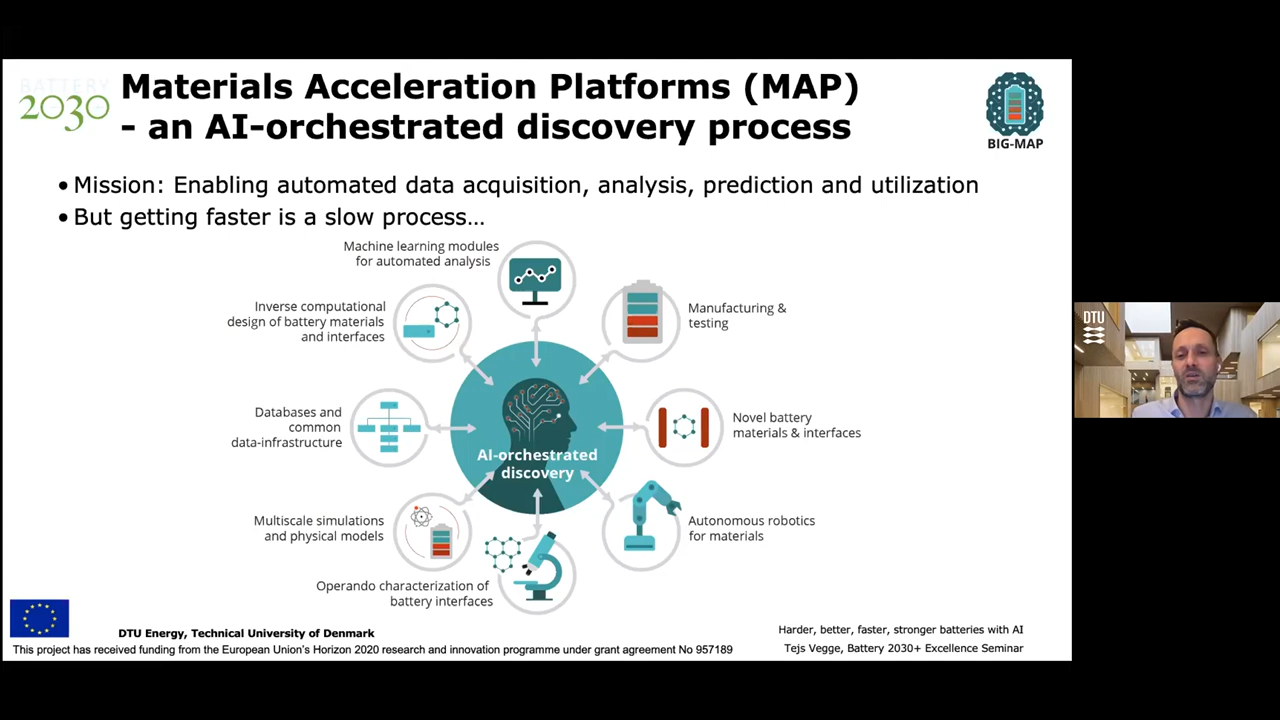 BATTERY
2030
Materials Acceleration Platforms (MAP)
- an AI-orchestrated discovery process
BIG-MAP
• Mission: Enabling automated data acquisition, analysis, prediction and utilization
• But getting faster is a slow process…
Machine learning modules
for automated analysis
Inverse computational
design of battery materials
and interfaces
Manufacturing &
testing
Databases and
common
data-infrastructure
Novel battery
materials & interfaces
AI-orchestrated
discovery
Multiscale simulations
and physical models
Autonomous robotics
for materials
Operando characterization of
battery interfaces
DTU
DTU Energy, Technical University of Denmark
Harder, better, faster, stronger batteries with AI
This project has received funding from the European Union's Horizon 2020 research and innovation programme under grant agreement No 957189
Tejs Vegge, Battery 2030+ Excellence Seminar